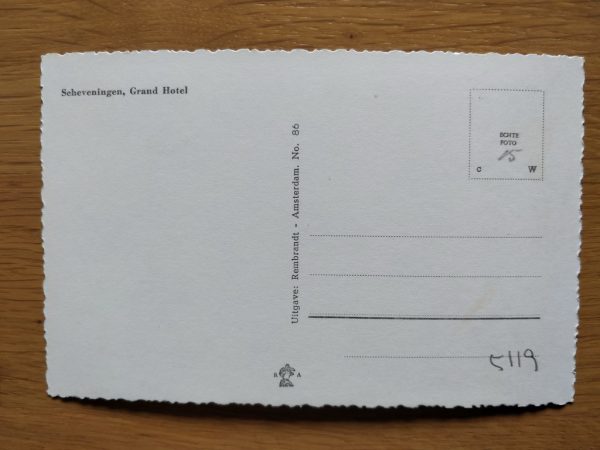 Scheveningen, Grand Hotel
Uitgave: Rembrandt - Amsterdam. No. 86
ECHTE
FOTO
15
C W
R A
5119